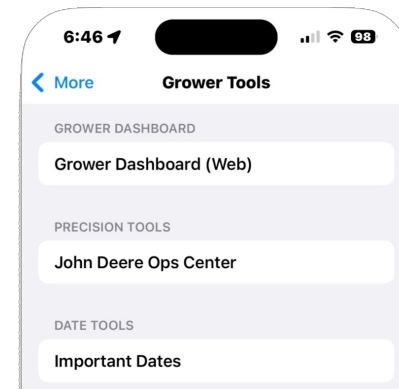 6:46
98
More
Grower Tools
GROWER DASHBOARD
Grower Dashboard (Web)
PRECISION TOOLS
John Deere Ops Center
DATE TOOLS
Important Dates